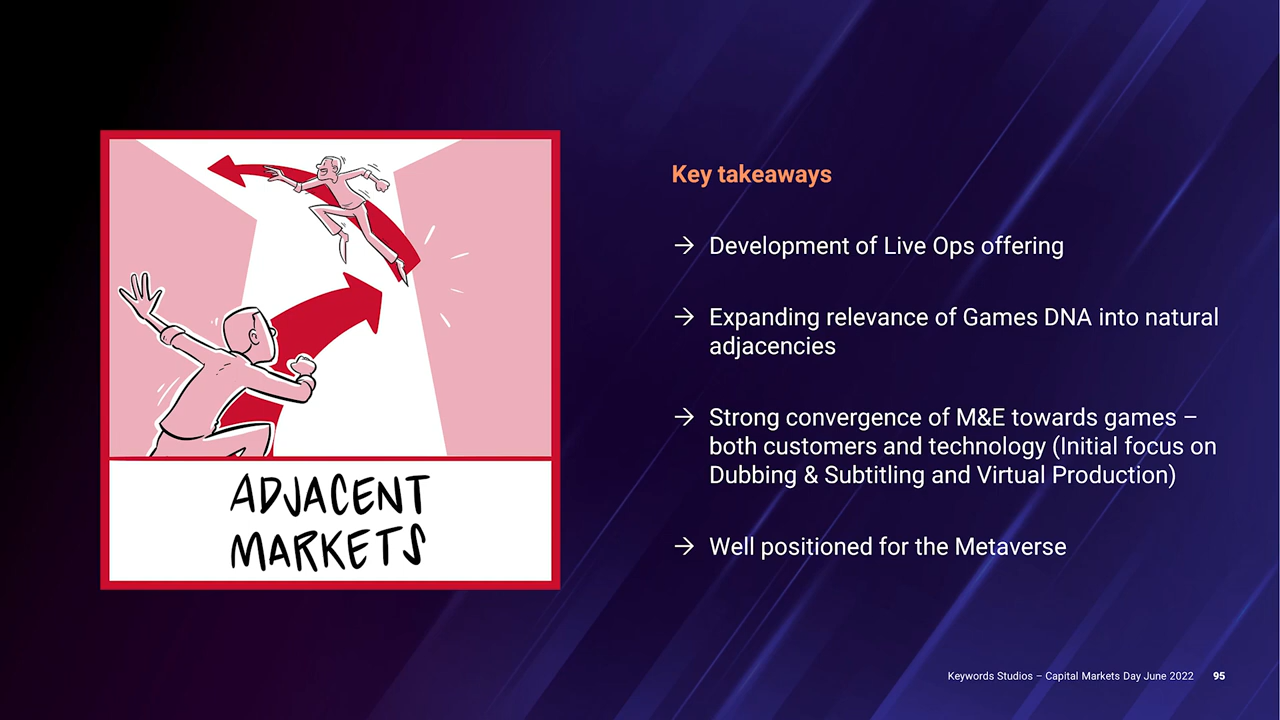 ADJACENT
MARKETS
Key takeaways
→ Development of Live Ops offering
→ Expanding relevance of Games DNA into natural
adjacencies
→ Strong convergence of M&E towards games –
both customers and technology (Initial focus on
Dubbing & Subtitling and Virtual Production)
→ Well positioned for the Metaverse
Keywords Studios – Capital Markets Day June 2022 95